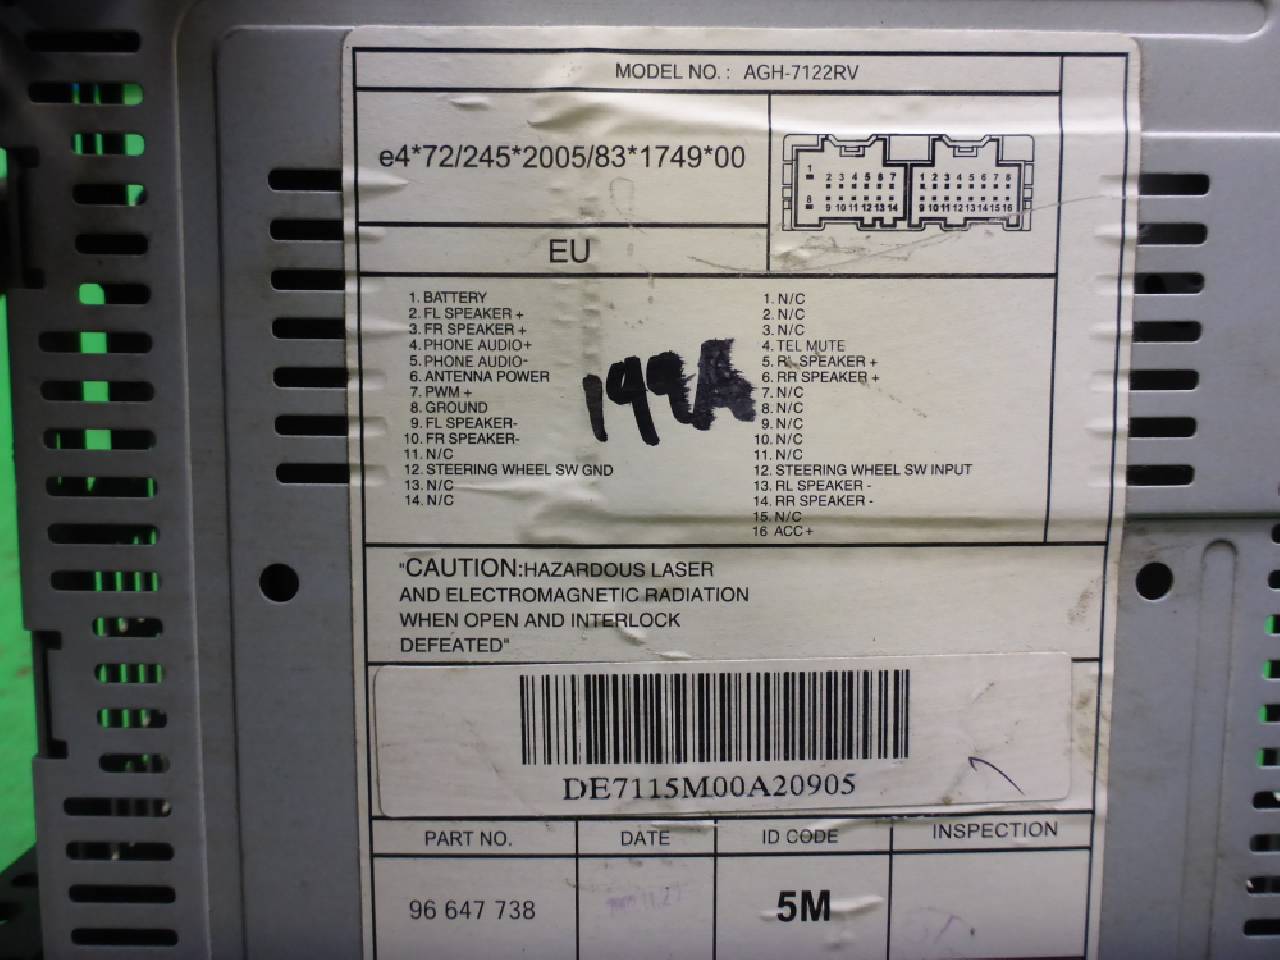 MODEL NO. : AGH-7122RV
e4*72/245*2005/83*1749*00
1 2 3 4 5 6 7 1 2 3 4 5 6 7 8
8 9 10 11 12 13 14 9 10 11 12 13 14 15 16
EU
1. BATTERY
2. FL SPEAKER +
3. FR SPEAKER +
4. PHONE AUDIO+
5. PHONE AUDIO-
6. ANTENNA POWER
7. PWM +
8. GROUND
9. FL SPEAKER-
10. FR SPEAKER-
11. N/C
12. STEERING WHEEL SW GND
13. N/C
14. N/C
1. N/C
2. N/C
3. N/C
4. TEL MUTE
5. RL SPEAKER +
6. RR SPEAKER +
7. N/C
8. N/C
9. N/C
10. N/C
11. N/C
12. STEERING WHEEL SW INPUT
13. RL SPEAKER -
14. RR SPEAKER -
15. N/C
16 ACC+
"CAUTION:HAZARDOUS LASER
AND ELECTROMAGNETIC RADIATION
WHEN OPEN AND INTERLOCK
DEFEATED"
DE7115M00A20905
PART NO. DATE ID CODE INSPECTION
96 647 738 5M